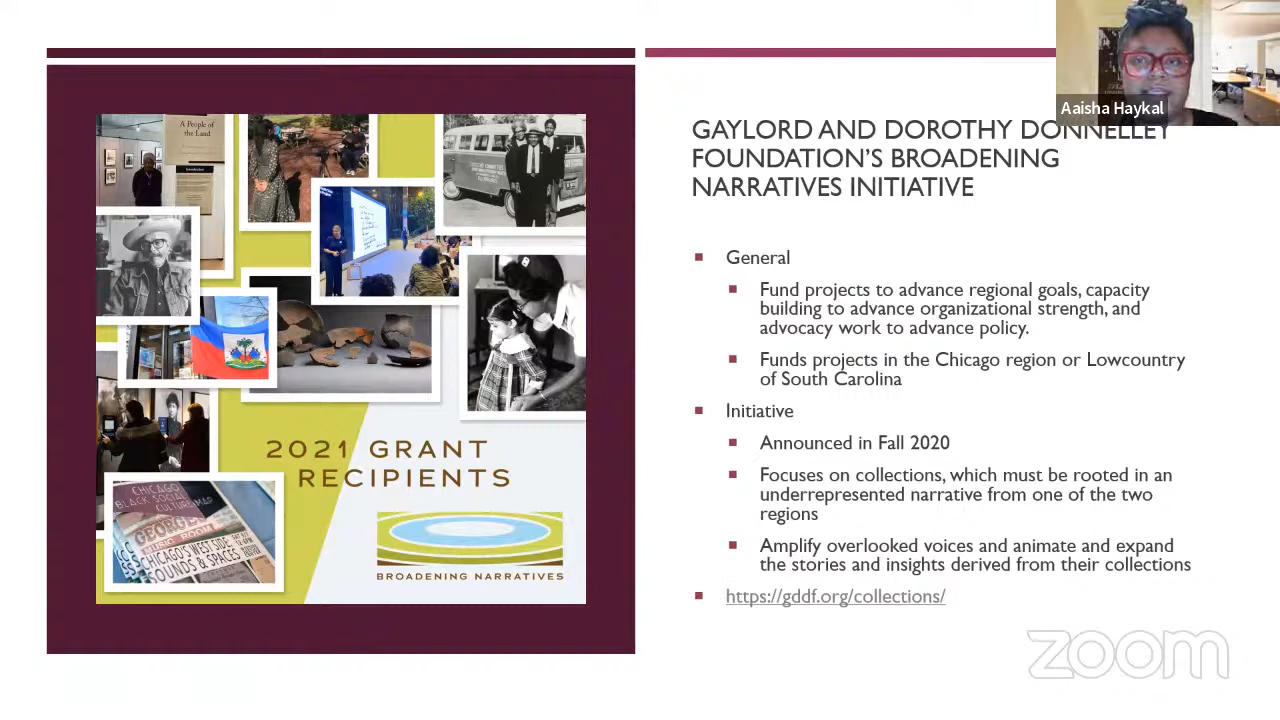 Aaisha Haykal
GAYLORD AND DOROTHY DONNELLEY
FOUNDATION'S BROADENING
NARRATIVES INITIATIVE
General
Fund projects to advance regional goals, capacity
building to advance organizational strength, and
advocacy work to advance policy.
Funds projects in the Chicago region or Lowcountry
of South Carolina
Initiative
Announced in Fall 2020
Focuses on collections, which must be rooted in an
underrepresented narrative from one of the two
regions
Amplify overlooked voices and animate and expand
the stories and insights derived from their collections
https://gddf.org/collections/
A People of
the Land
Introduction
2021 GRANT
RECIPIENTS
BROADENING NARRATIVES
CHICAGO
BLACK SOCIAL
CULTURE MAP
CHICAGO'S WEST SIDE
SOUNDS & SPACES
zoom